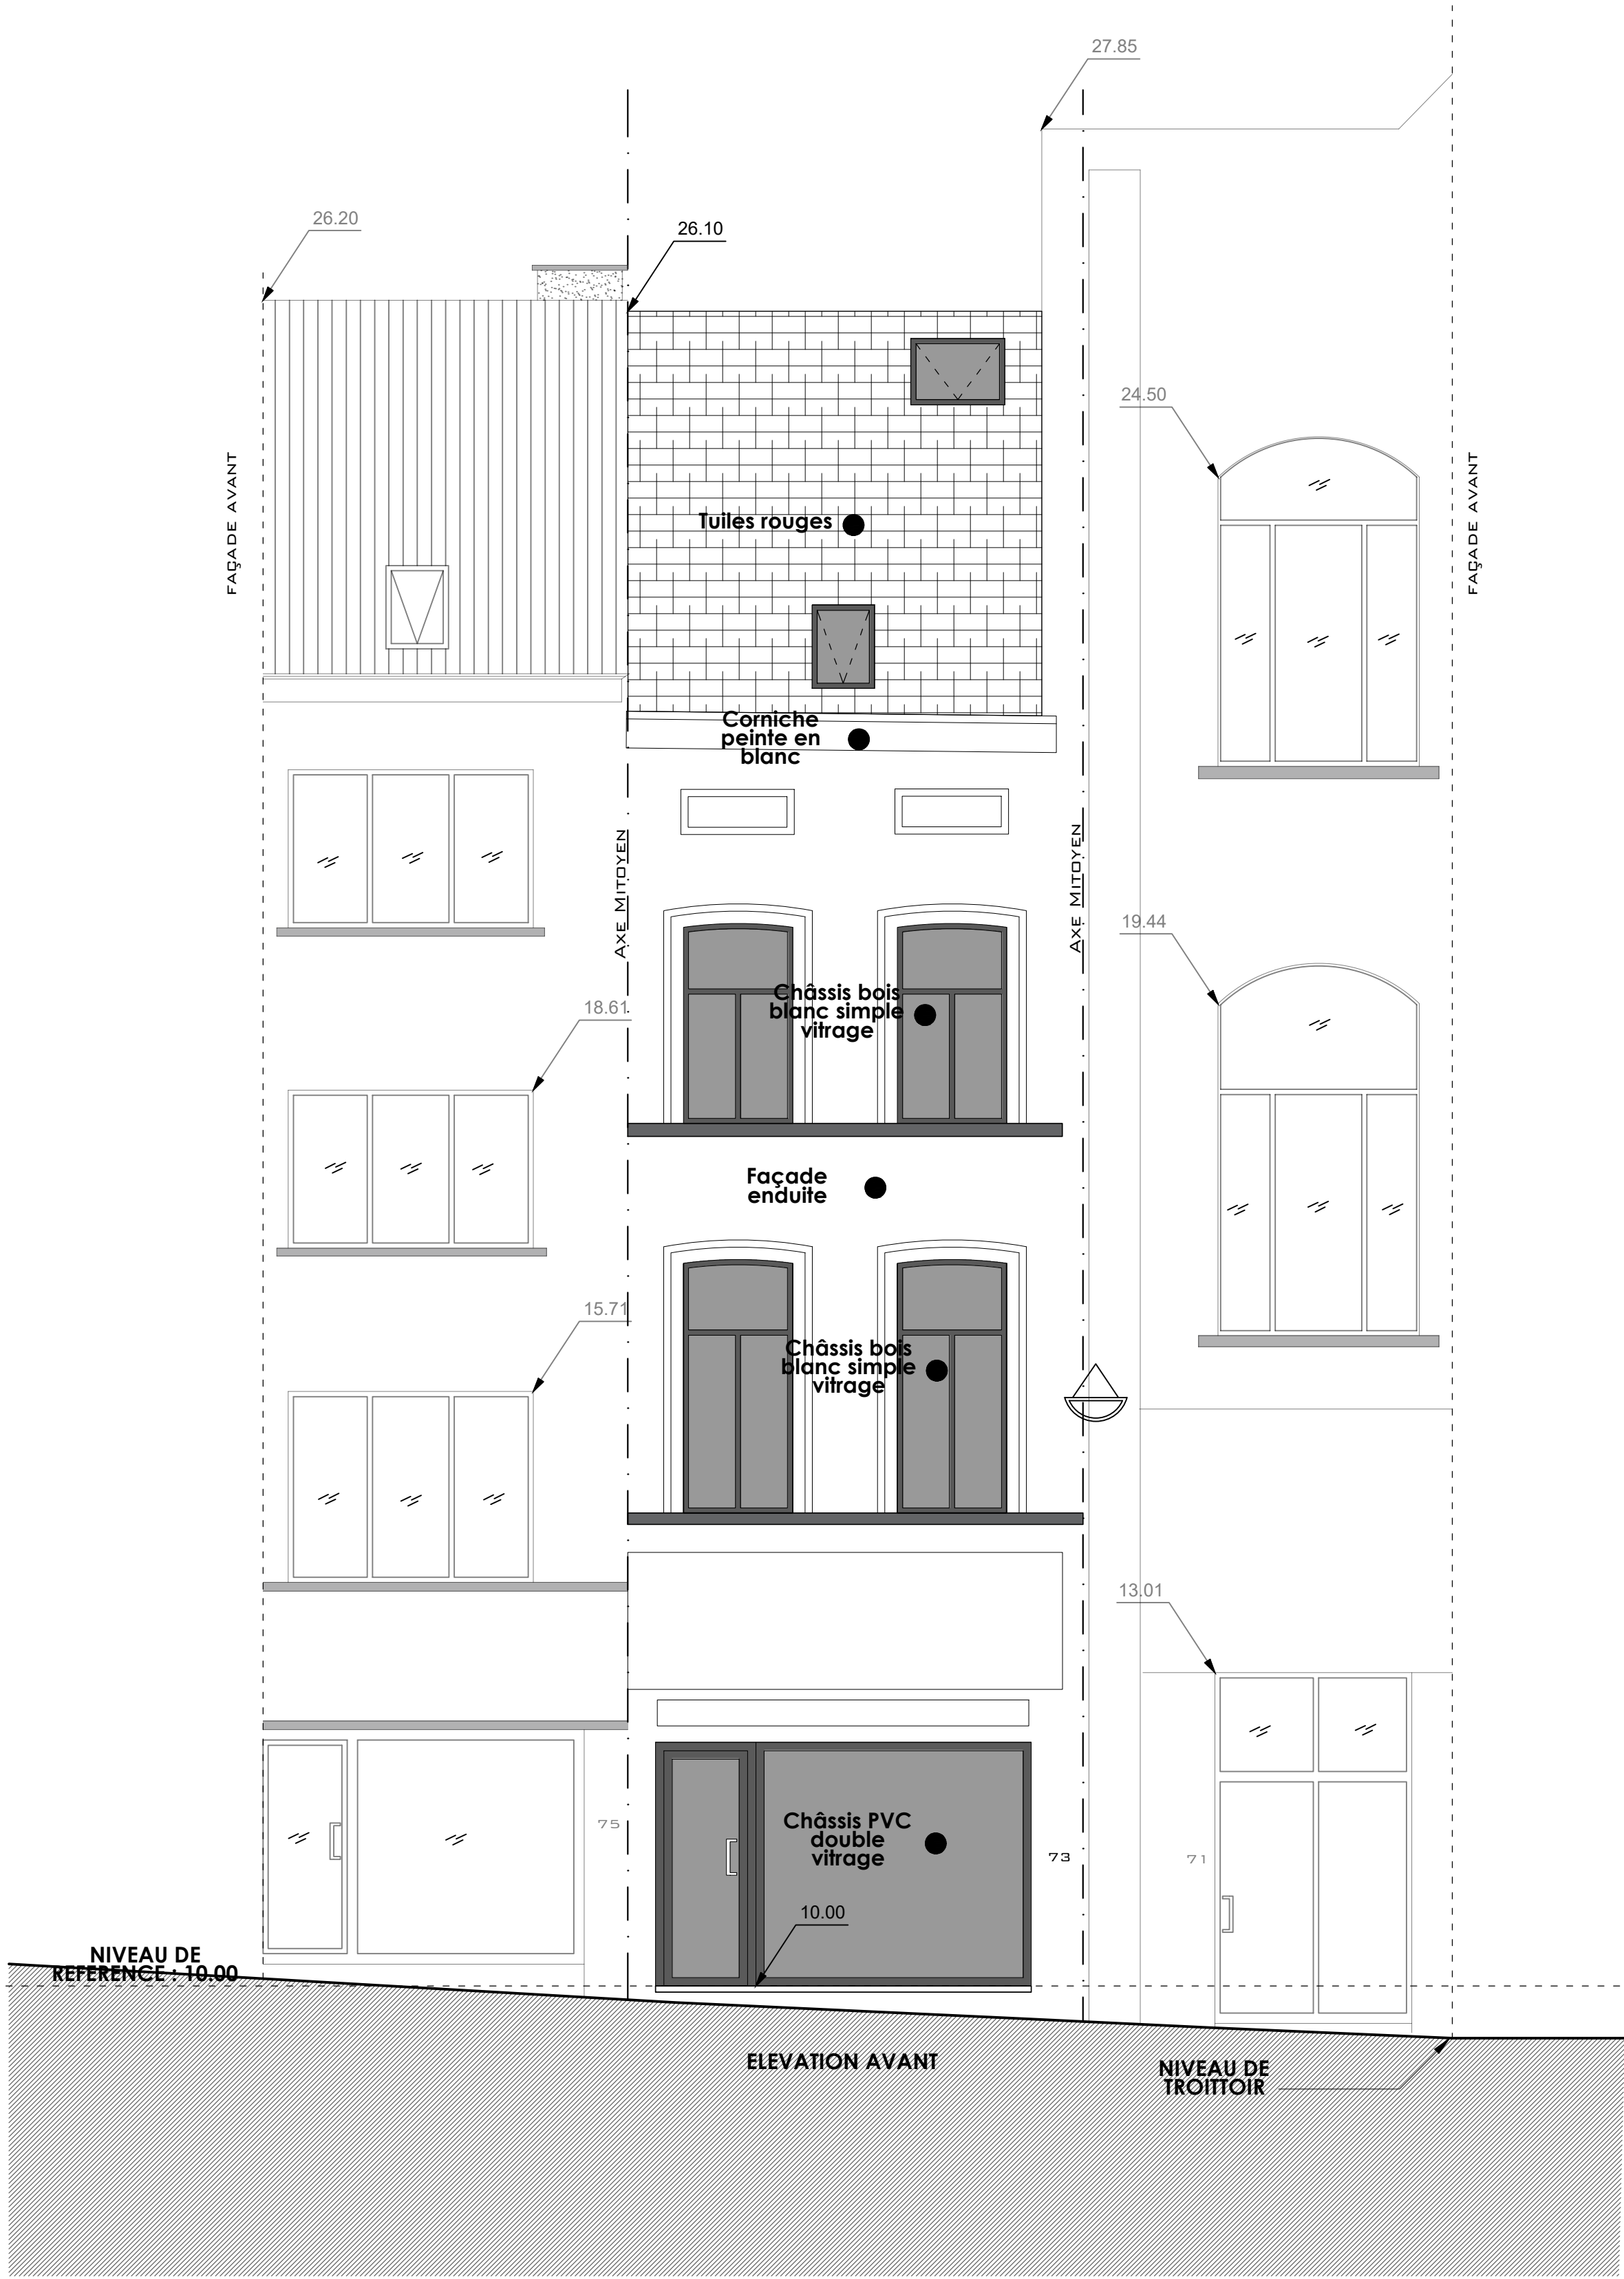 27.85
26.20
26.10
24.50
FAÇADE AVANT
FAÇADE AVANT
Tuiles rouges
Corniche
peinte en
blanc
AXE MITOYEN
AXE MITOYEN
19.44
Châssis bois
blanc simple
vitrage
18.61
Façade
enduite
15.71
Châssis bois
blanc simple
vitrage
13.01
Châssis PVC
double
vitrage
75
73
71
10.00
NIVEAU DE
REFERENCE : 10.00
ELEVATION AVANT
NIVEAU DE
TROITTOIR